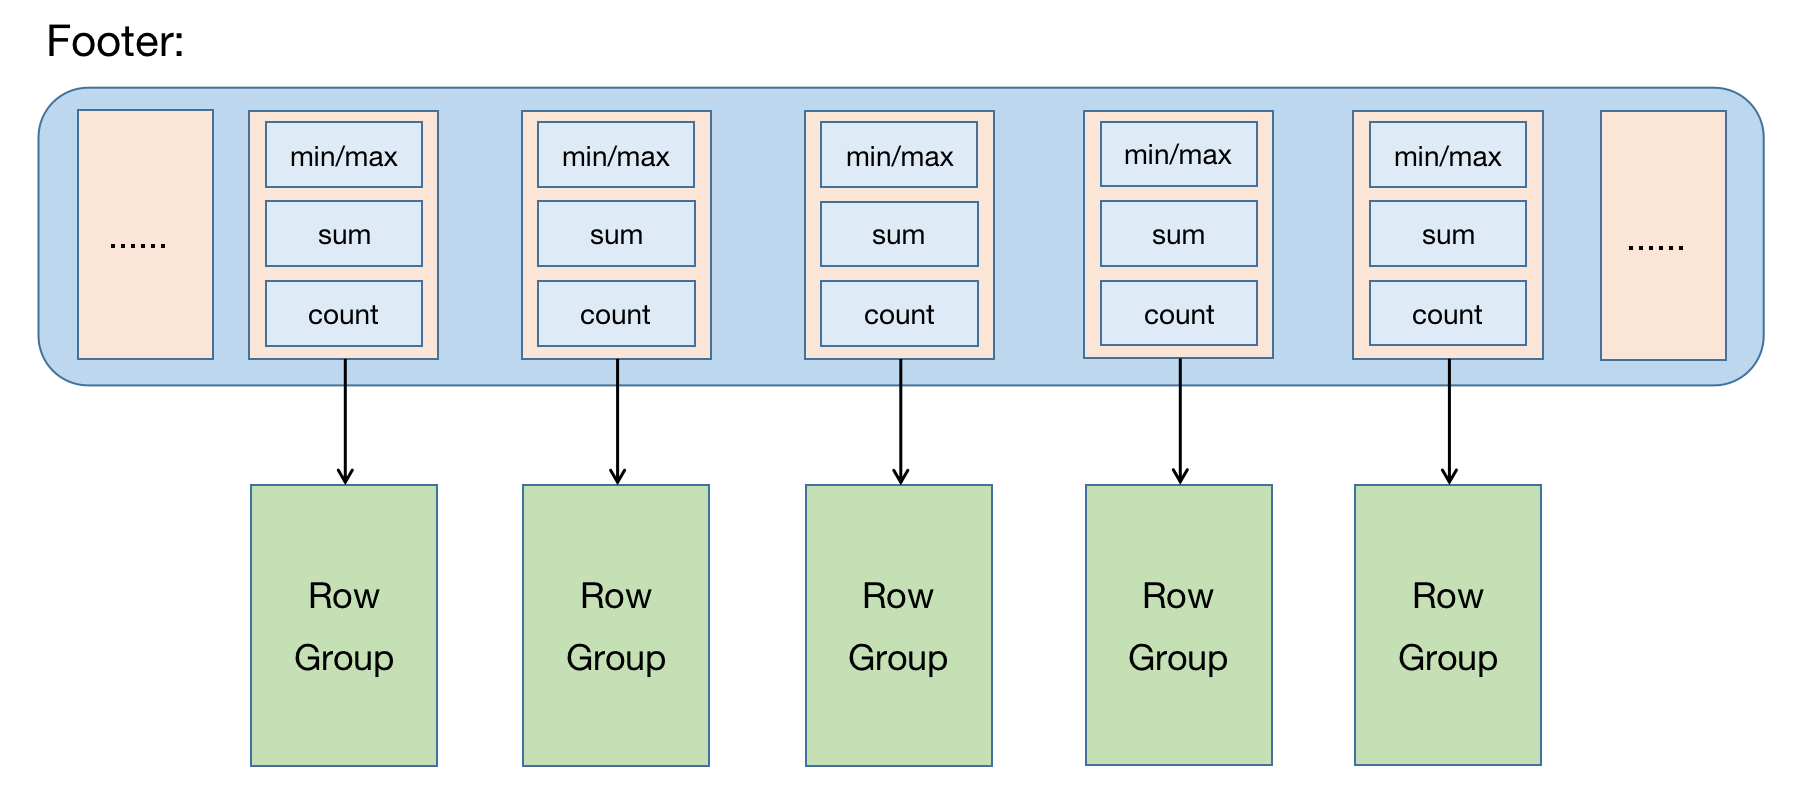 Footer:
......
min/max
sum
count
min/max
sum
count
min/max
sum
count
min/max
sum
count
min/max
sum
count
......
Row
Group
Row
Group
Row
Group
Row
Group
Row
Group